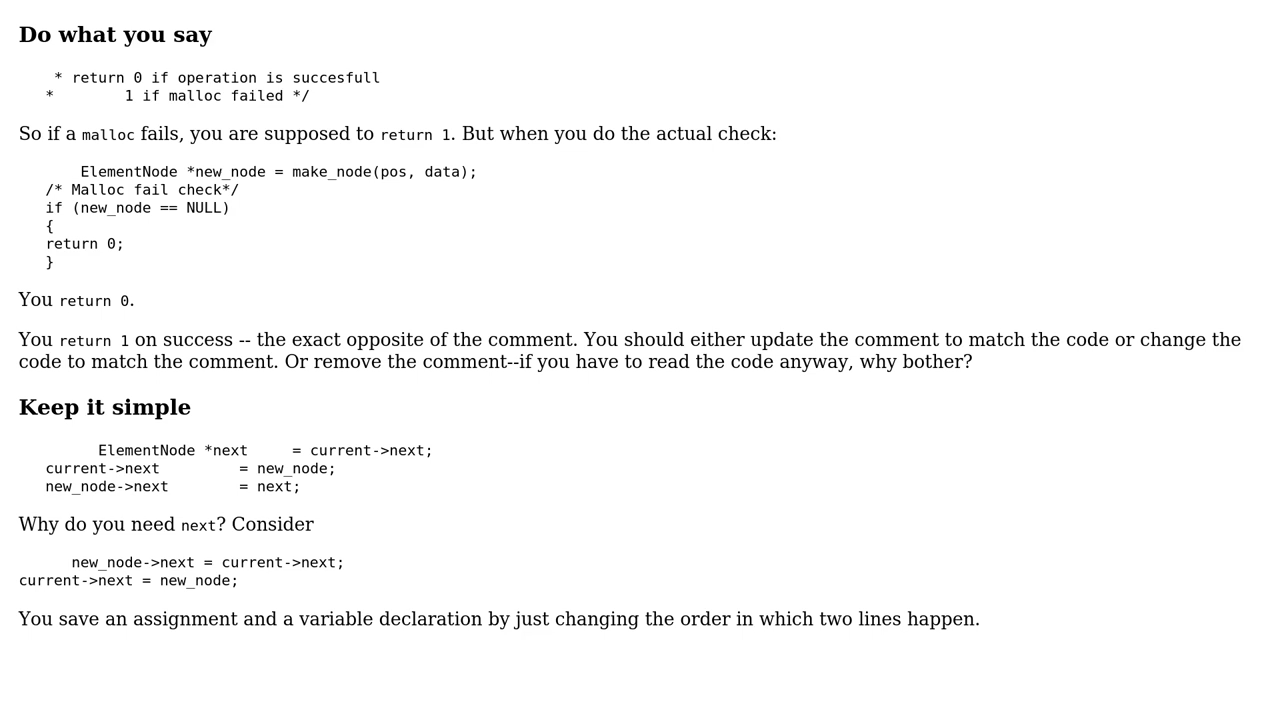 Do what you say
* return 0 if operation is succesfull
*        1 if malloc failed */
So if a malloc fails, you are supposed to return 1. But when you do the actual check:
ElementNode *new_node = make_node(pos, data);
/* Malloc fail check*/
if (new_node == NULL)
{
return 0;
}
You return 0.
You return 1 on success -- the exact opposite of the comment. You should either update the comment to match the code or change the
code to match the comment. Or remove the comment--if you have to read the code anyway, why bother?
Keep it simple
ElementNode *next     = current->next;
current->next         = new_node;
new_node->next        = next;
Why do you need next? Consider
new_node->next = current->next;
current->next = new_node;
You save an assignment and a variable declaration by just changing the order in which two lines happen.